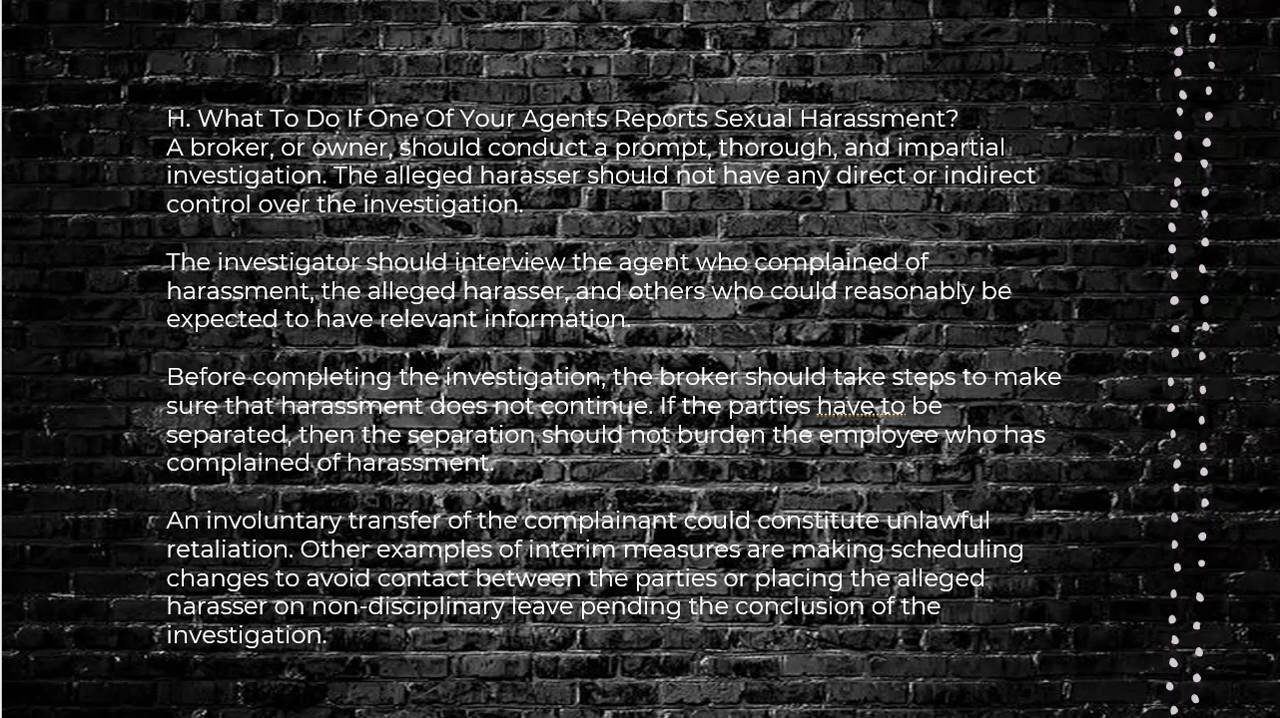 H. What To Do If One Of Your Agents Reports Sexual Harassment?
A broker, or owner, should conduct a prompt, thorough, and impartial
investigation. The alleged harasser should not have any direct or indirect
control over the investigation.
The investigator should interview the agent who complained of
harassment, the alleged harasser, and others who could reasonably be
expected to have relevant information.
Before completing the investigation, the broker should take steps to make
sure that harassment does not continue. If the parties have to be
separated, then the separation should not burden the employee who has
complained of harassment.
An involuntary transfer of the complainant could constitute unlawful
retaliation. Other examples of interim measures are making scheduling
changes to avoid contact between the parties or placing the alleged
harasser on non-disciplinary leave pending the conclusion of the
investigation.